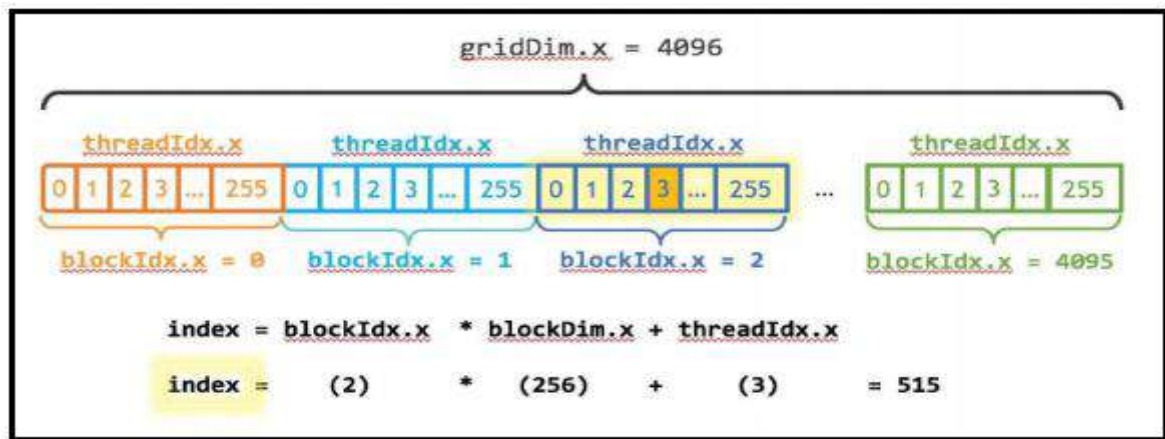 gridDim.x = 4096
threadIdx.x threadIdx.x threadIdx.x threadIdx.x
0 1 2 3 ... 255 0 1 2 3 ... 255 0 1 2 3 ... 255 ... 0 1 2 3 ... 255
blockIdx.x = 0 blockIdx.x = 1 blockIdx.x = 2 blockIdx.x = 4095
index = blockIdx.x * blockDim.x + threadIdx.x
index = (2) * (256) + (3) = 515